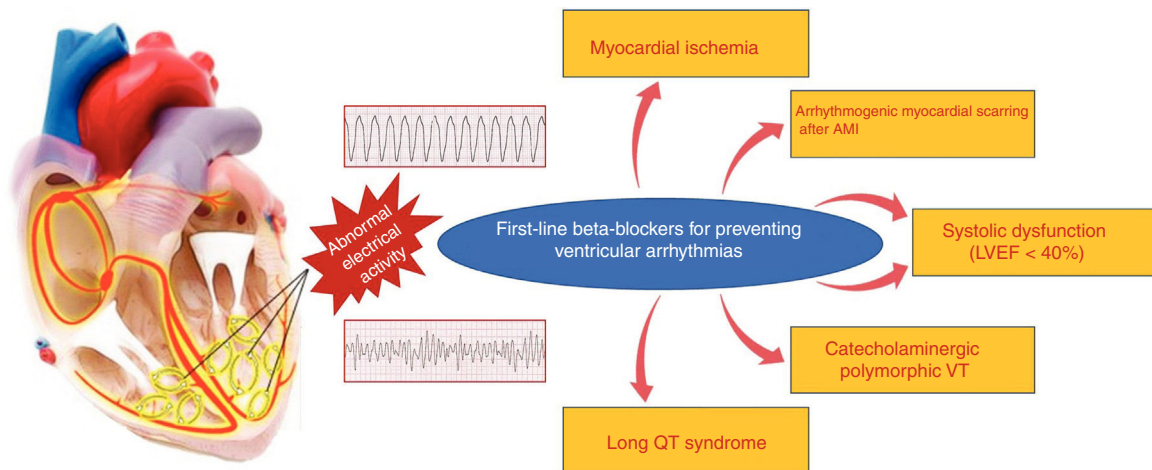 Myocardial ischemia
Arrhythmogenic myocardial scarring
after AMI
Abnormal
electrical
activity
First-line beta-blockers for preventing
ventricular arrhythmias
Systolic dysfunction
(LVEF < 40%)
Catecholaminergic
polymorphic VT
Long QT syndrome